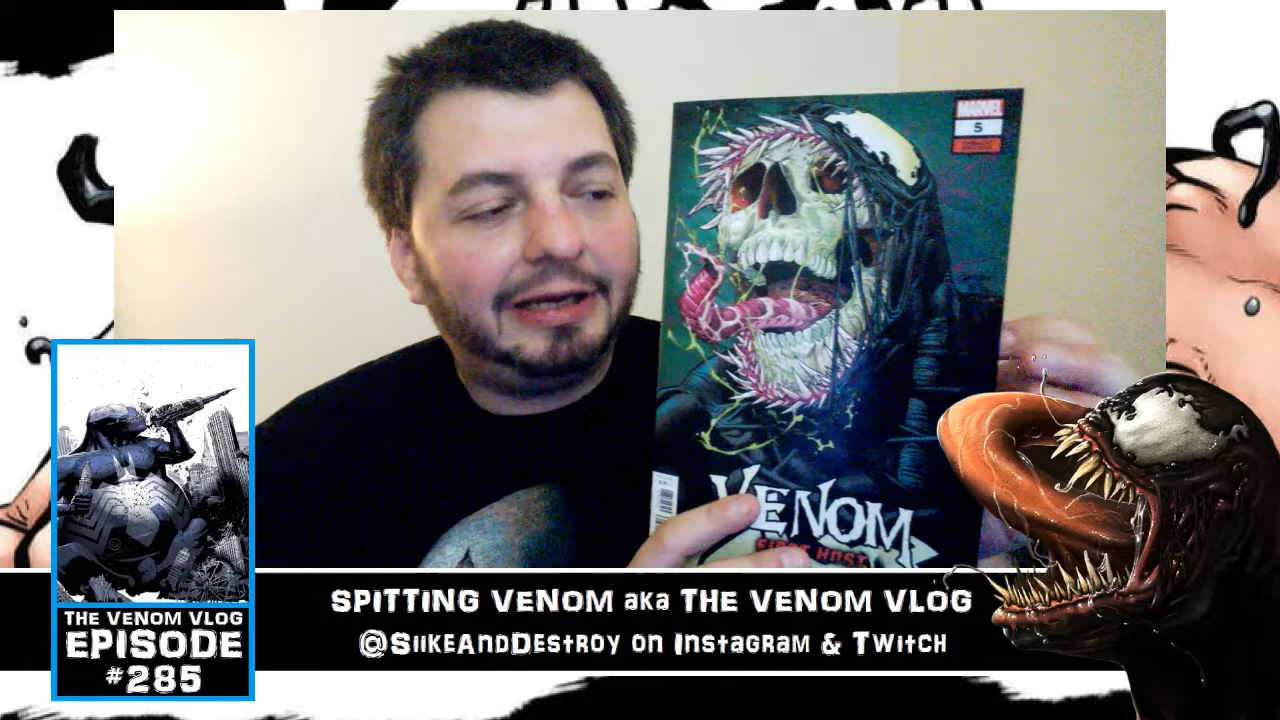 MARVEL
5
VENOM
FIRST HOST
SPITTING VENOM aka THE VENOM VLOG
@SiikeAndDestroy on Instagram & Twitch
THE VENOM VLOG
EPISODE
#285